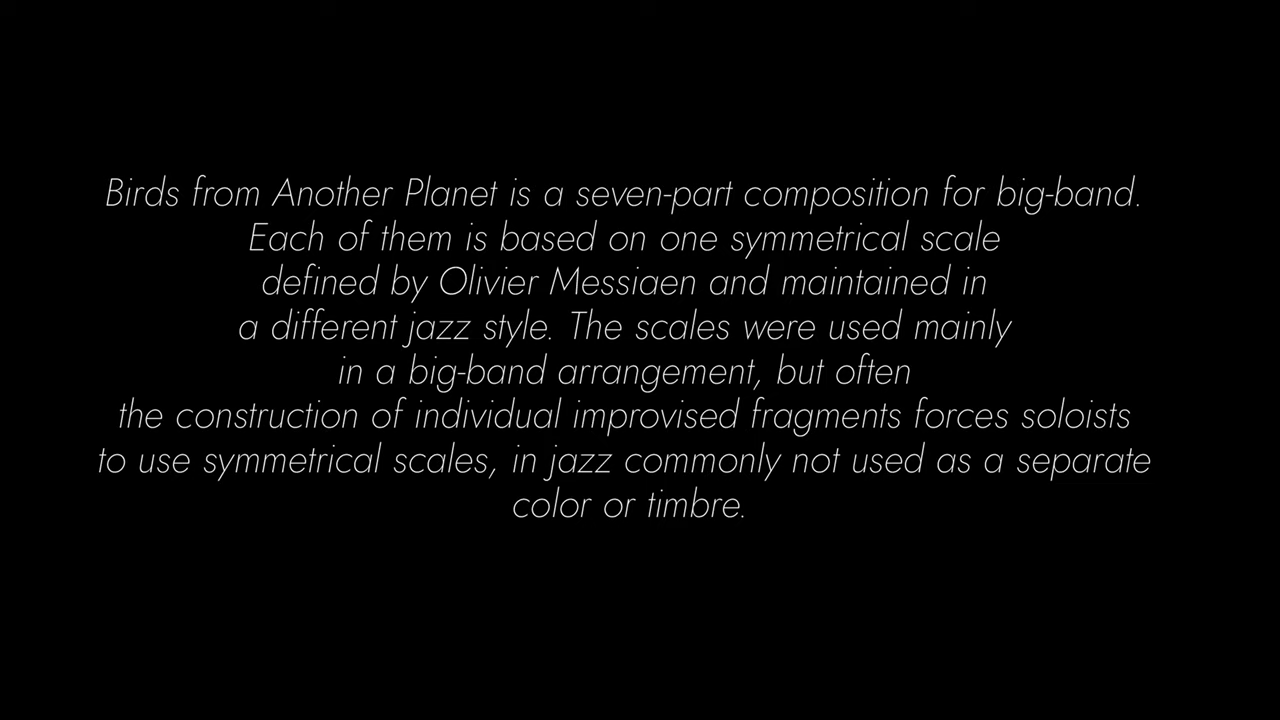 Birds from Another Planet is a seven-part composition for big-band.
Each of them is based on one symmetrical scale
defined by Olivier Messiaen and maintained in
a different jazz style. The scales were used mainly
in a big-band arrangement, but often
the construction of individual improvised fragments forces soloists
to use symmetrical scales, in jazz commonly not used as a separate
color or timbre.